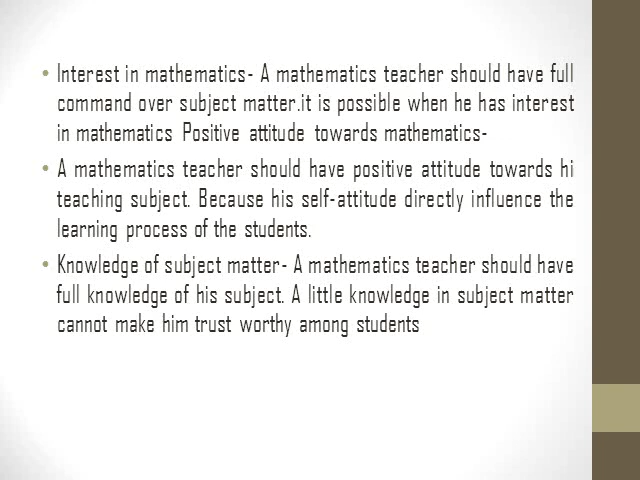 • Interest in mathematics- A mathematics teacher should have full
command over subject matter.it is possible when he has interest
in mathematics Positive attitude towards mathematics-
• A mathematics teacher should have positive attitude towards hi
teaching subject. Because his self-attitude directly influence the
learning process of the students.
• Knowledge of subject matter- A mathematics teacher should have
full knowledge of his subject. A little knowledge in subject matter
cannot make him trust worthy among students